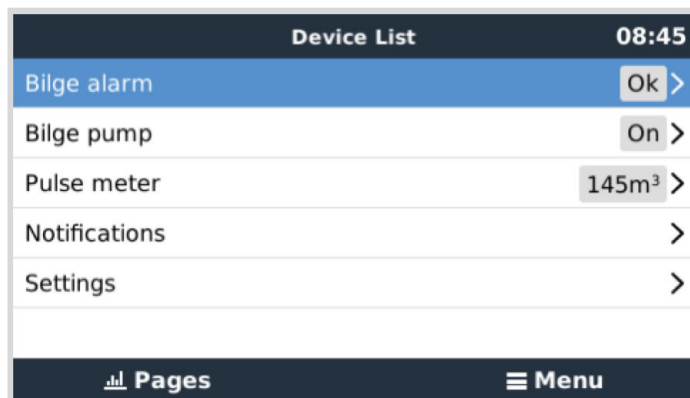 Device List 08:45
Bilge alarm Ok
Bilge pump On
Pulse meter 145m³
Notifications
Settings
Pages Menu